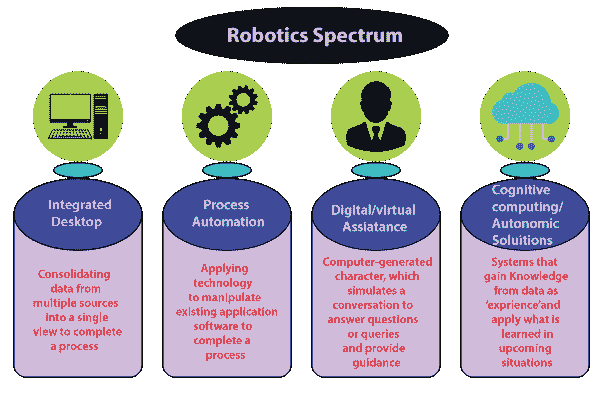 Robotics Spectrum
Integrated
Desktop
Consolidating
data from
multiple sources
into a single
view to complete
a process
Process
Automation
Applying
technology
to manipulate
existing application
software to
complete a
process
Digital/virtual
Assiatance
Computer-generated
character, which
simulates a
conversation to
answer questions
or queries
and provide
guidance
Cognitive
computing/
Autonomic
Soluitions
Systems that
gain Knowledge
from data as
‘exprience’and
apply what is
learned in
upcoming
situations